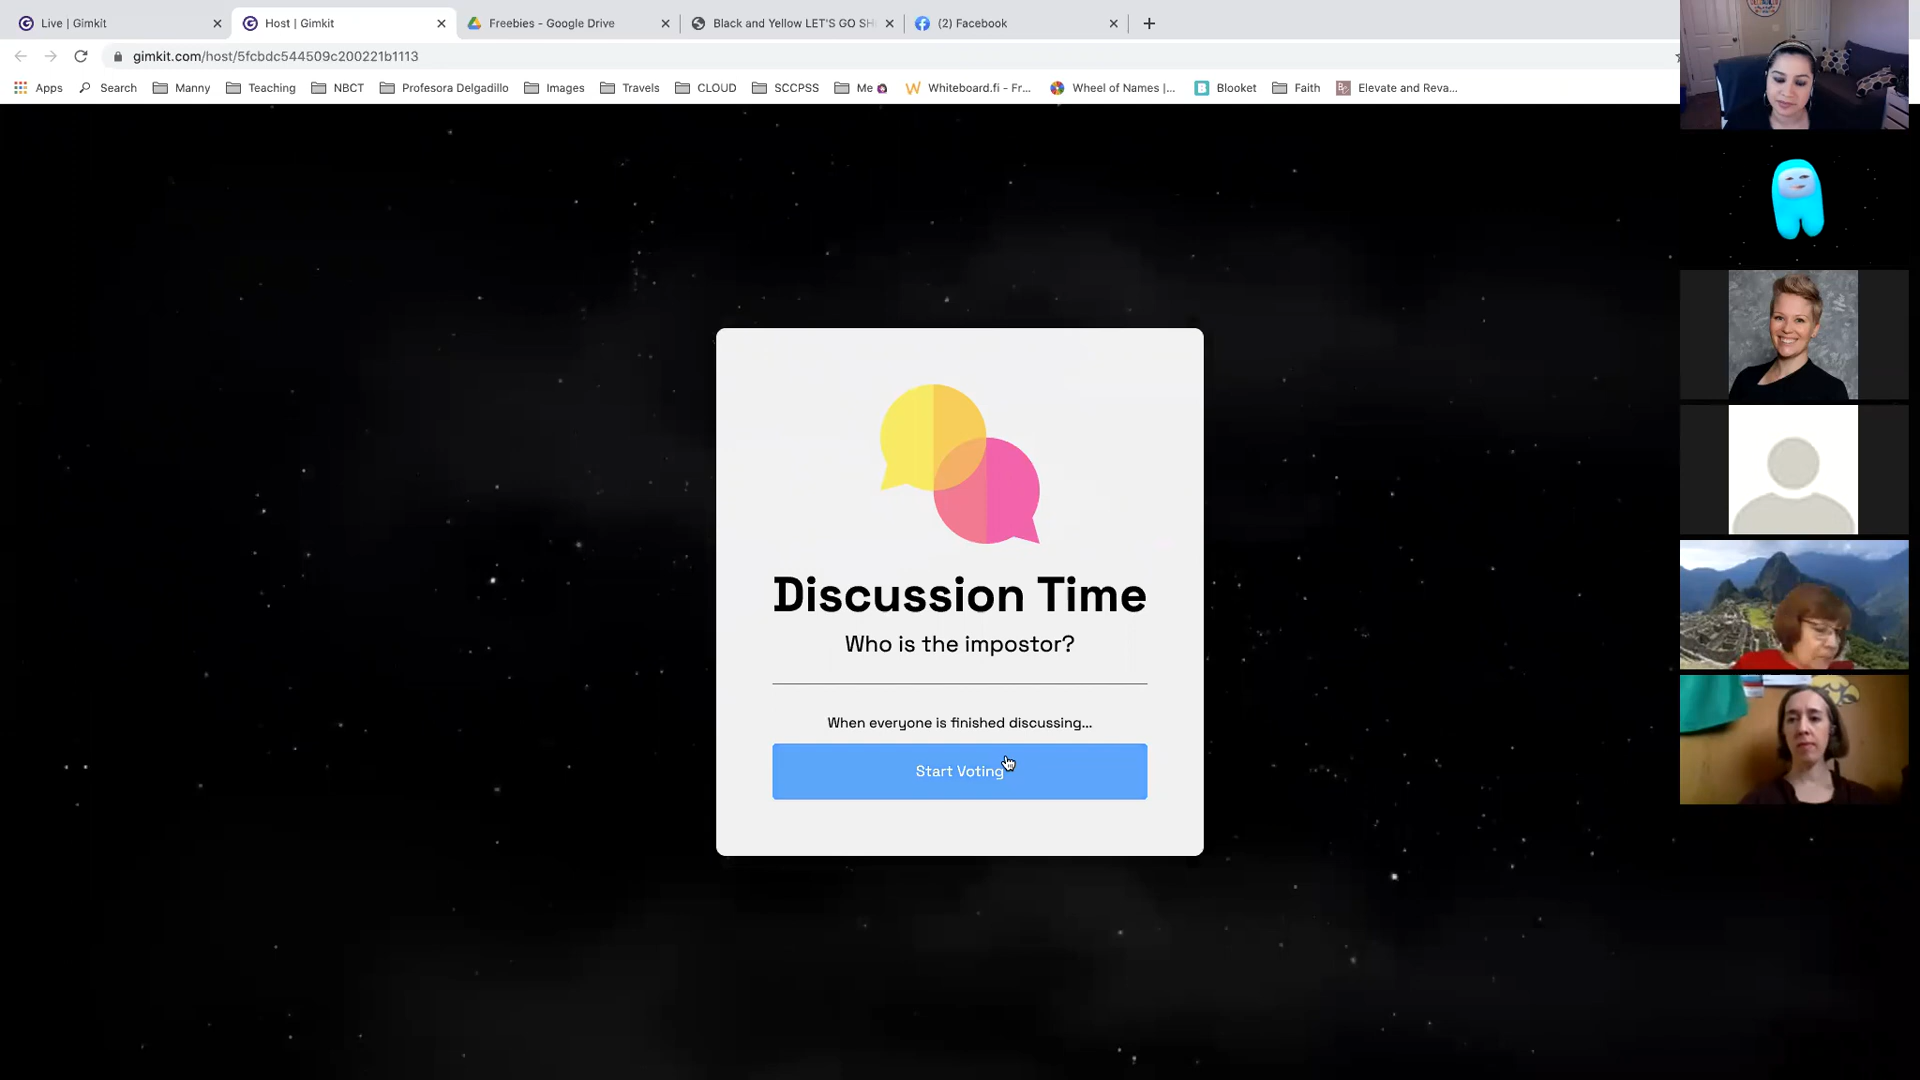 Live | Gimkit
Host | Gimkit
Freebies - Google Drive
Black and Yellow LET'S GO SH
(2) Facebook
gimkit.com/host/5fcbdc544509c200221b1113
Apps
Search
Manny
Teaching
NBCT
Profesora Delgadillo
Images
Travels
CLOUD
SCCPSS
Me
Whiteboard.fi - Fr...
Wheel of Names |...
B
Blooket
Faith
Elevate and Reva...
Discussion Time
Who is the impostor?
When everyone is finished discussing...
Start Voting